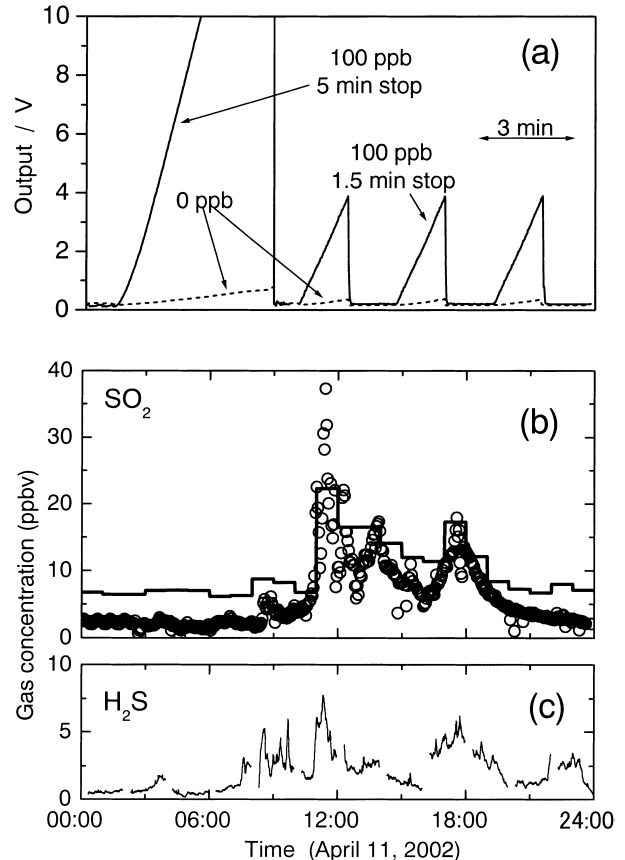 10
8
6
4
2
0
Output / V
(a)
100 ppb
5 min stop
3 min
100 ppb
1.5 min stop
0 ppb
40
30
20
10
0
SO2
(b)
Gas concentration (ppbv)
10
5
0
H2S
(c)
00:00 06:00 12:00 18:00 24:00
Time (April 11, 2002)